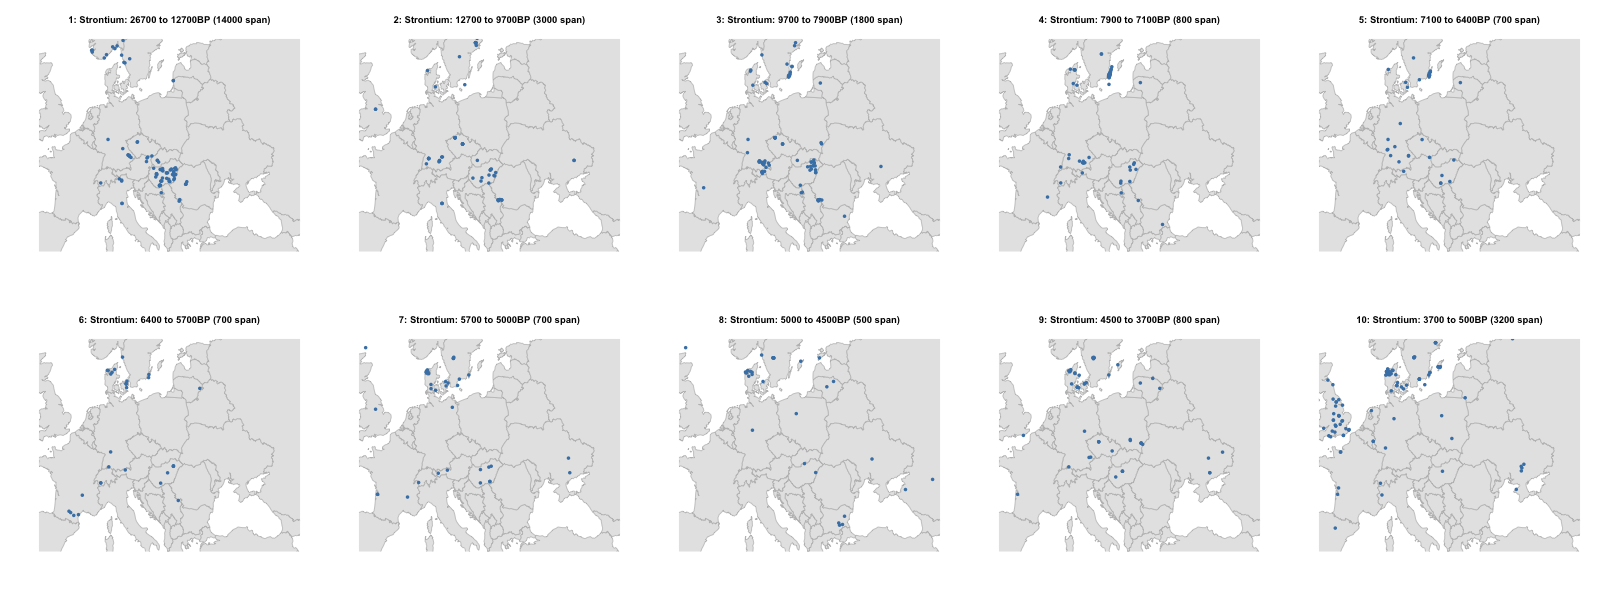 1: Strontium: 26700 to 12700BP (14000 span)
2: Strontium: 12700 to 9700BP (3000 span)
3: Strontium: 9700 to 7900BP (1800 span)
4: Strontium: 7900 to 7100BP (800 span)
5: Strontium: 7100 to 6400BP (700 span)
6: Strontium: 6400 to 5700BP (700 span)
7: Strontium: 5700 to 5000BP (700 span)
8: Strontium: 5000 to 4500BP (500 span)
9: Strontium: 4500 to 3700BP (800 span)
10: Strontium: 3700 to 500BP (3200 span)